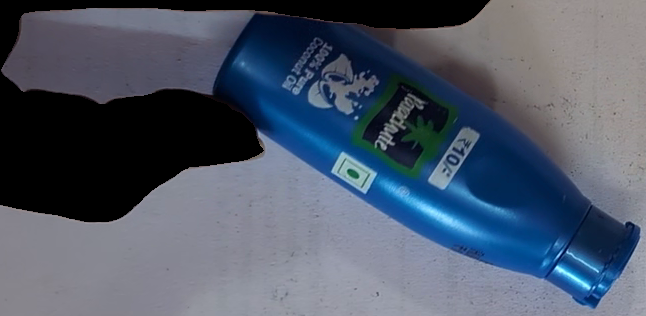 ₹10/-
Parachute
100% Pure
Coconut Oil